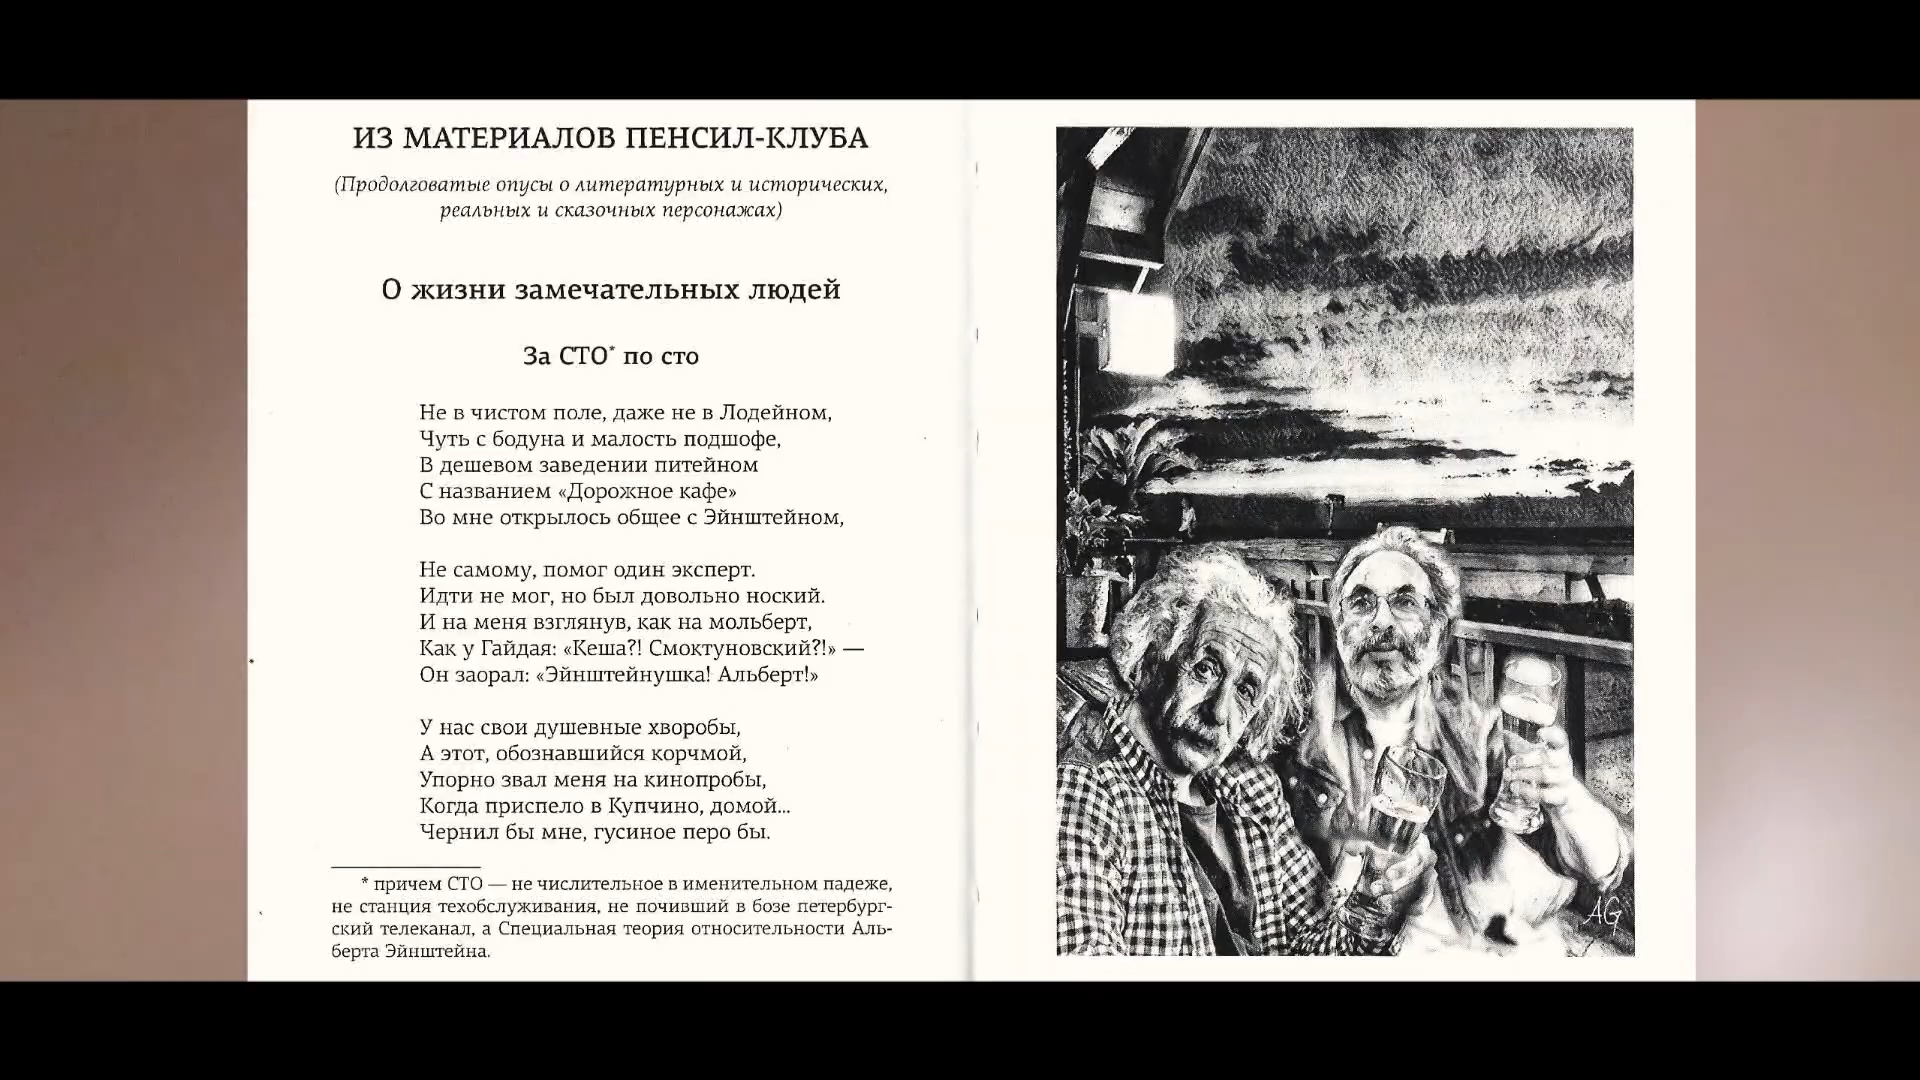 ИЗ МАТЕРИАЛОВ ПЕНСИЛ-КЛУБА
(Продолговатые опусы о литературных и исторических,
реальных и сказочных персонажах)
О жизни замечательных людей
За СТО* по сто
Не в чистом поле, даже не в Лодейном,
Чуть с бодуна и малость подшофе,
В дешевом заведении питейном
С названием «Дорожное кафе»
Во мне открылось общее с Эйнштейном,
Не самому, помог один эксперт.
Идти не мог, но был довольно ноский.
И на меня взглянув, как на мольберт,
Как у Гайдая: «Кеша?! Смоктуновский?!» —
Он заорал: «Эйнштейнушка! Альберт!»
У нас свои душевные хворобы,
А этот, обознавшийся корчмой,
Упорно звал меня на кинопробы,
Когда приспело в Купчино, домой...
Чернил бы мне, гусиное перо бы.
* причем СТО — не числительное в именительном падеже,
не станция техобслуживания, не почивший в бозе петербург-
ский телеканал, а Специальная теория относительности Аль-
берта Эйнштейна.
AG